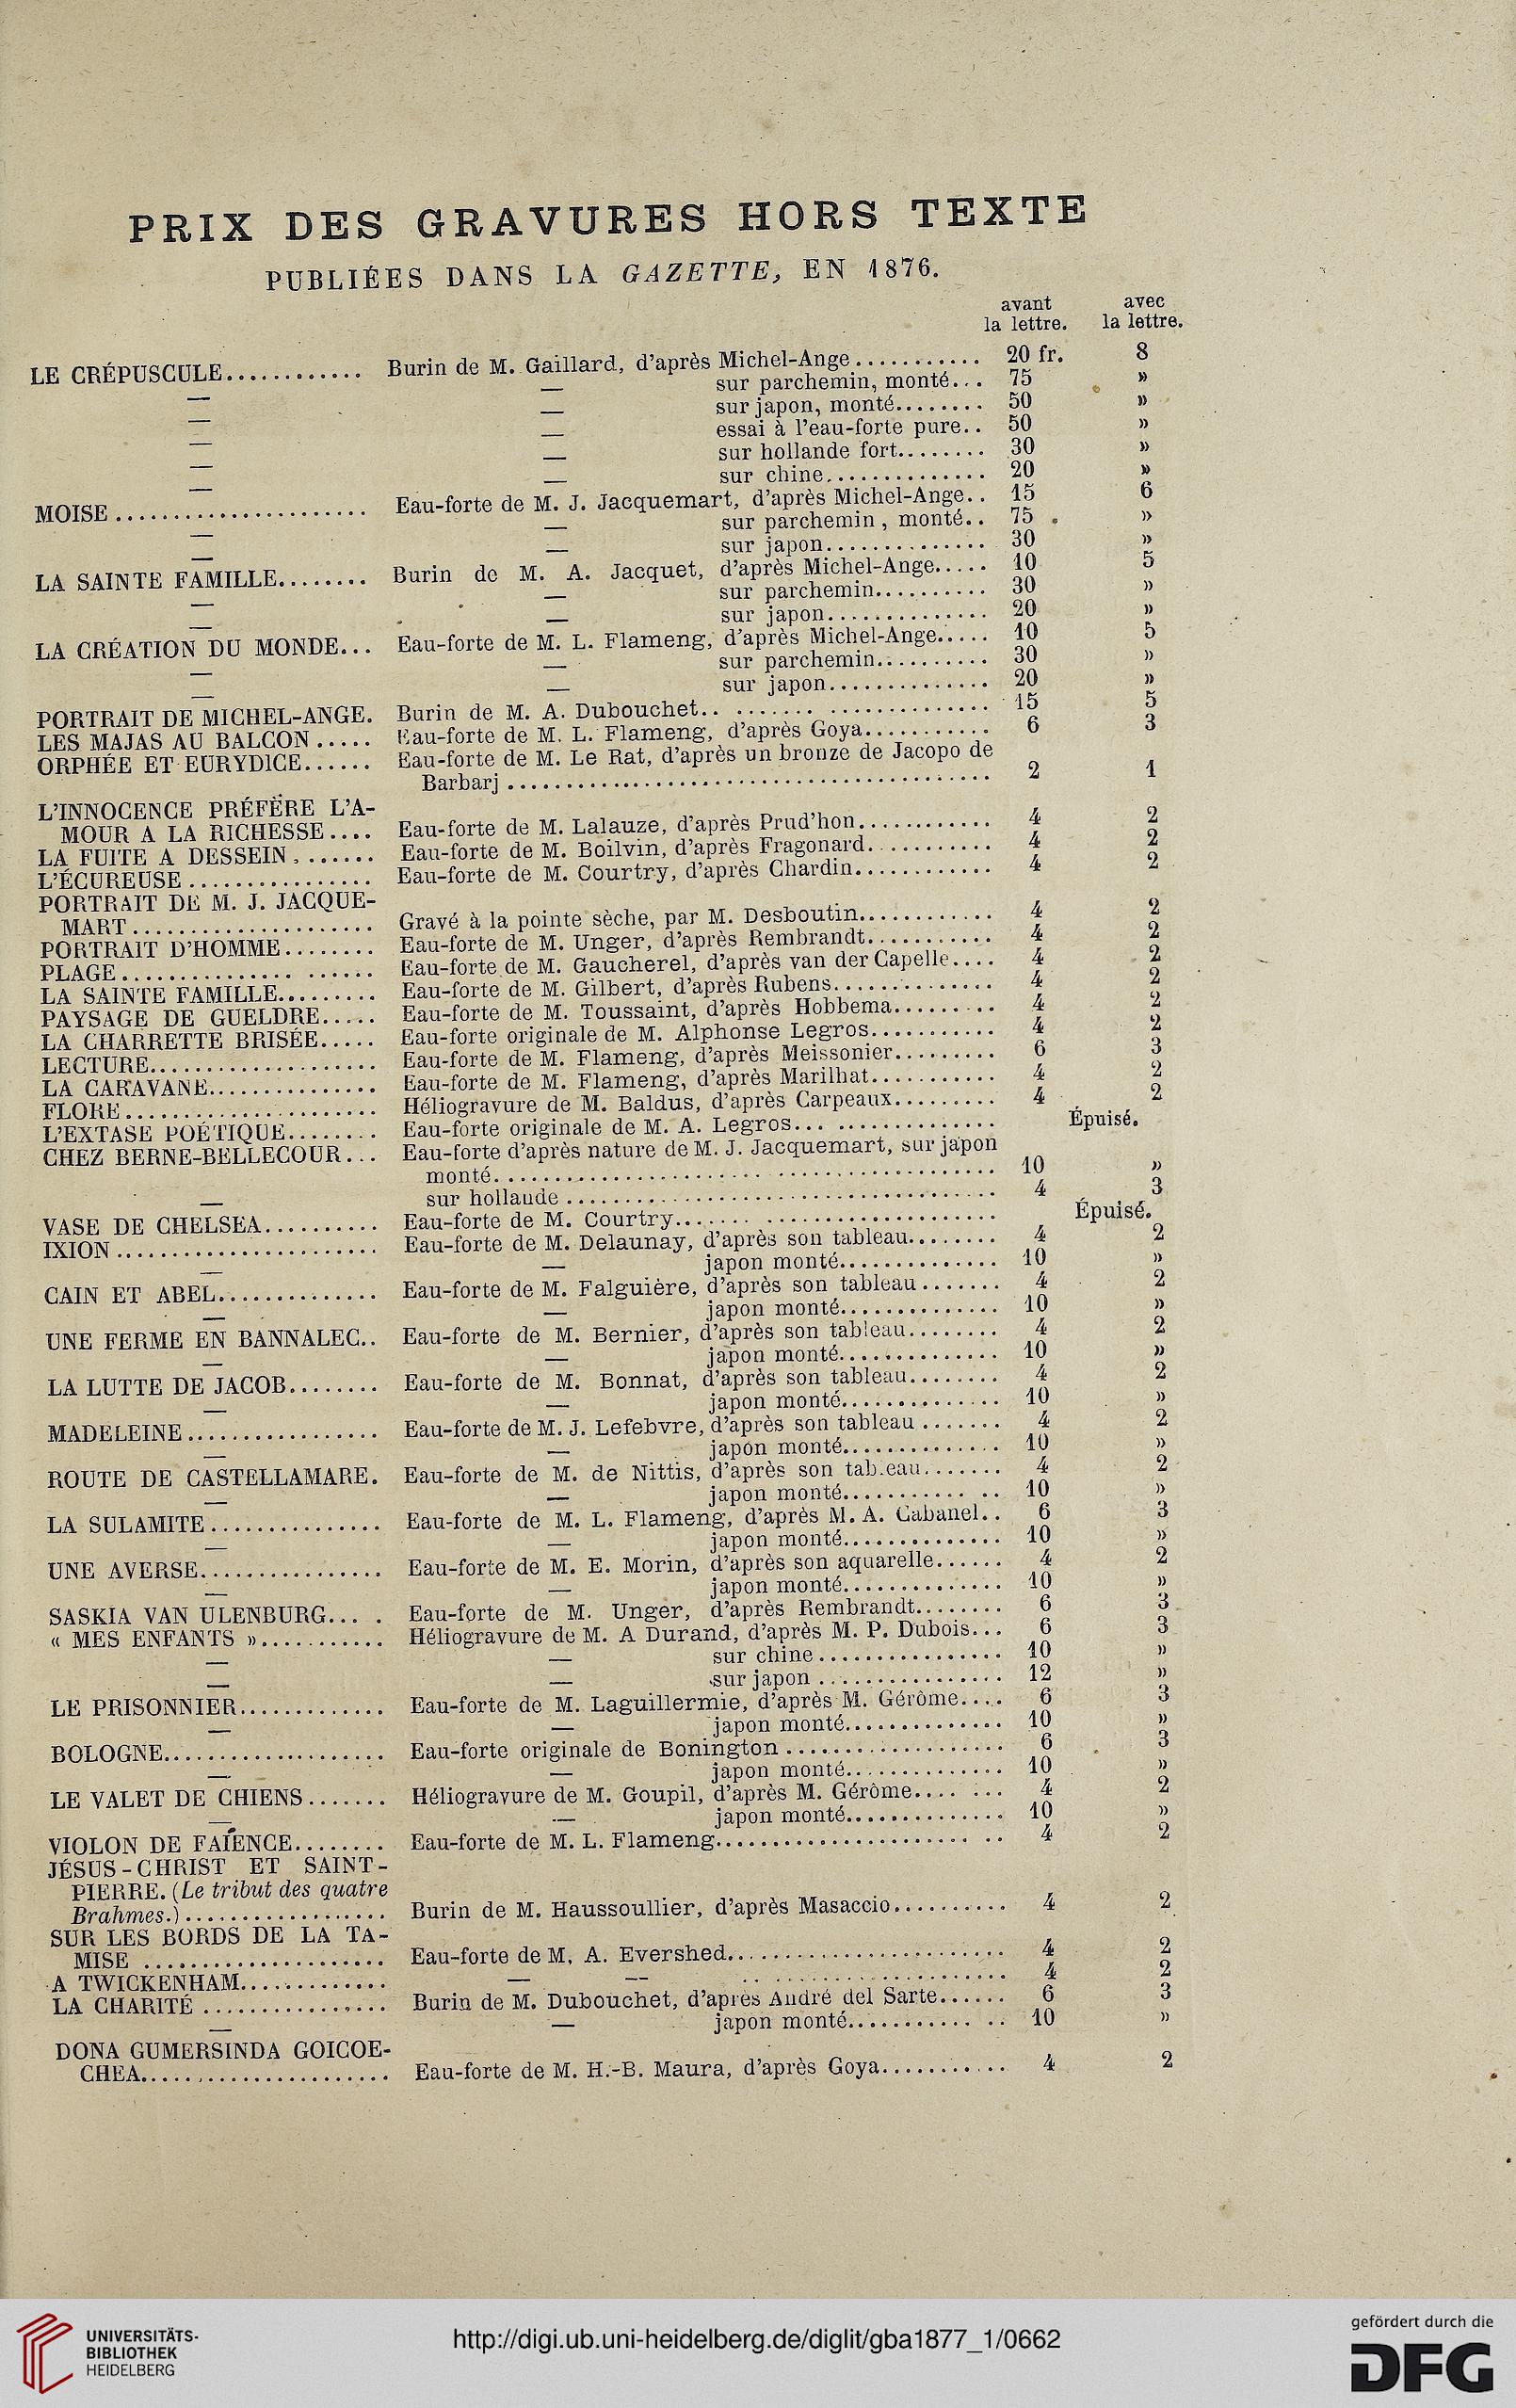 PRIX DES GRAVURES HORS TEXTE
PUBLIÉES DANS LA GAZETTE, EN 1876.
avant avec
la lettre. la lettre.
LE CRÉPUSCULE............ Burin de M. Gaillard, d'après Michel-Ange........... 20 fr. 8
— — sur parchemin, monté... 75 »
— — sur japon, monté........ 50 »
— — essai à l'eau-forte pure.. 50 »
— — sur hollande fort........ 30 »
— — sur chine.............. 20 »
MOISE...................... Eau-forte de M. J. Jacquemart, d'après Michel-Ange.. 15 6
— — sur parchemin, monté.. 75 »
— — sur japon.............. 30 »
LA SAINTE FAMILLE........ Burin de M. A. Jacquet, d'après Michel-Ange..... 10 5
— — sur parchemin.......... 30 »
— — sur japon.............. 20 »
LA CRÉATION DU MONDE... Eau-forte de M. L. Flameng, d'après Michel-Ange..... 10 5
— — sur parchemin.......... 30 »
— — sur japon.............. 20 »
PORTRAIT DE MICHEL-ANGE. Burin de M. A. Dubouchet........................ 15 5
LES MAJAS AU BALCON..... Eau-forte de M. L. Flameng, d'après Goya........... 6 3
ORPHÉE ET EURYDICE...... Eau-forte de M. Le Rat, d'après un bronze de Jacopo de
Barbarj........................................ 2 1
L'INNOCENCE PRÉFÈRE L'A-
MOUR A LA RICHESSE.... Eau-forte de M. Lalauze, d'après Prud'hon............ 4 2
LA FUITE A DESSEIN....... Eau-forte de M. Boilvin, d'après Fragonard........... 4 2
L'ÉCUREUSE................ Eau-forte de M. Courtry, d'après Chardin............ 4 2
PORTRAIT DE M. J. JACQUE-
MART..................... Gravé à la pointe sèche, par M. Desboutin............ 4 2
PORTRAIT D'HOMME........ Eau-forte de M. Unger, d'après Rembrandt........... 4 2
PLAGE..................... Eau-forte de M. Gaucherel, d'après van der Capelle.... 4 2
LA SAINTE FAMILLE......... Eau-forte de M. Gilbert, d'après Rubens.............. 4 2
PAYSAGE DE GUELDRE..... Eau-forte de M. Toussaint, d'après Hobbema......... 4 2
LA CHARRETTE BRISÉE..... Eau-forte originale de M. Alphonse Legros........... 4 2
LECTURE.................... Eau-forte de M. Flameng, d'après Meissonier......... 6 3
LA CARAVANE............... Eau-forte de M. Flameng, d'après Marilhat........... 4 2
FLORE...................... Héliogravure de M. Baldus, d'après Carpeaux......... 4 2
L'EXTASE POÉTIQUE........ Eau-forte originale de M. A. Legros................. Épuisé.
CHEZ BERNE-BELLECOUR... Eau-forte d'après nature de M. J. Jacquemart, sur japon
monté.......................................... 10 »
— sur hollande.................................... 4 3
VASE DE CHELSEA.......... Eau-forte de M. Courtry.......................... Épuisé.
IXION....................... Eau-forte de M. Delaunay, d'après son tableau........ 4 2
— — japon monté.............. 10 »
CAIN ET ABEL.............. Eau-forte de M. Falguière, d'après son tableau....... 4 2
— — japon monté.............. 10 »
UNE FERME EN BANNALEC.. Eau-forte de M. Bernier, d'après son tableau........ 4 2
— — japon monté.............. 10 »
LA LUTTE DE JACOB........ Eau-forte de M. Bonnat, d'après son tableau........ 4 2
— — japon monté.............. 10 »
MADELEINE................. Eau-forte de M. J. Lefebvre, d'après son tableau....... 4 2
— — japon monté.............. 10 »
ROUTE DE CASTELLAMARE. Eau-forte de M. de Nittis, d'après son tab.eau....... 4 2
— — japon monté............. 10 »
LA SULAMITE............... Eau-forte de M. L. Flameng, d'après M. A. Cabanel.. 6 3
— — japon monté.............. 10 »
UNE AVERSE................ Eau-forte de M. E. Morin, d'après son aquarelle...... 4 2
— — japon monté.............. 10 »
SASKIA VAN ULENBURG.... Eau-forte de M. Unger, d'après Rembrandt........ 6 3
« MES ENFANTS »........... Héliogravure de M. A Durand, d'après M. P. Dubois... 6 3
— — sur chine................ 10 »
— — sur japon................ 12 »
LE PRISONNIER............. Eau-forte de M. Laguillermie, d'après M. Gérôme.... 6 3
— — japon monté.............. 10 »
BOLOGNE.................... Eau-forte originale de Bonington................... 6 3
— — japon monté.............. 10 »
LE VALET DE CHIENS....... Héliogravure de M. Goupil, d'après M. Gérôme....... 4 2
— — japon monté.............. 10 »
VIOLON DE FAÏENCE........ Eau-forte de M. L. Flameng......................... 4 2
JÉSUS-CHRIST ET SAINT-
PIERRE. (Le tribut des quatre
Brahmes.).................. Burin de M. Haussoullier, d'après Masaccio.......... 4 2
SUR LES BORDS DE LA TA-
MISE..................... Eau-forte de M. A. Evershed........................ 4 2
A TWICKENHAM............. — — ....................... 4 2
LA CHARITÉ................ Burin de M. Dubouchet, d'après André del Sarte...... 6 3
— — japon monté............. 10 »
DONA GUMERSINDA GOICOE-
CHEA...................... Eau-forte de M. H.-B. Maura, d'après Goya........... 4 2
UNIVERSITÄTS-
BIBLIOTHEK
HEIDELBERG
http://digi.ub.uni-heidelberg.de/diglit/gba1877_1/0662
gefördert durch die
DFG